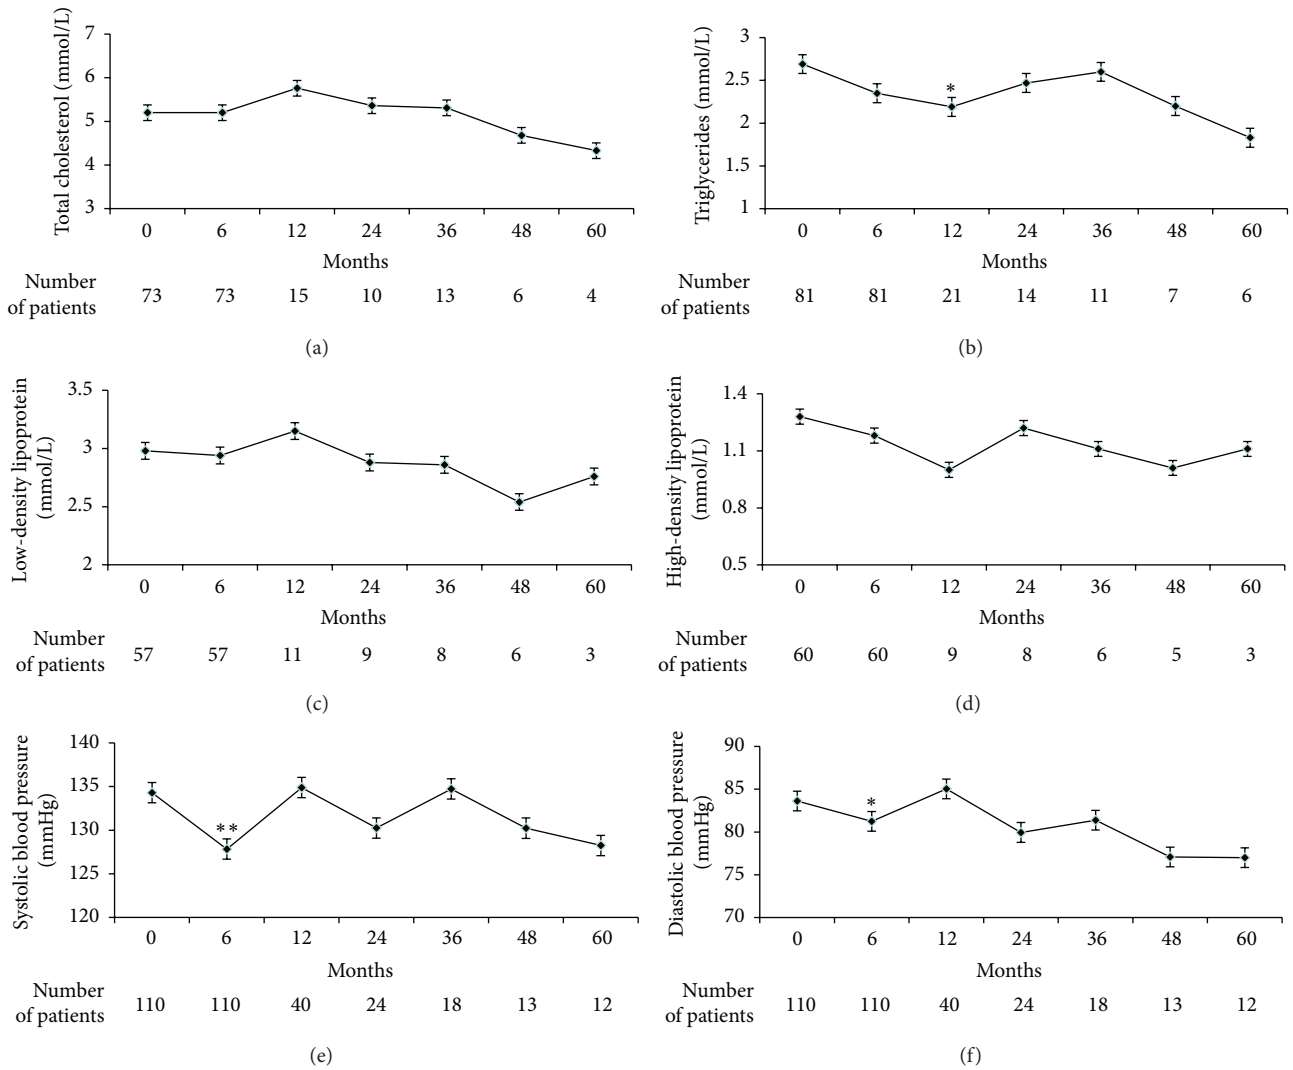 Total cholesterol (mmol/L)
7
6
5
4
3
0 6 12 24 36 48 60
Months
Number
of patients
73 73 15 10 13 6 4
(a)
Triglycerides (mmol/L)
3
2.5
2
1.5
1
*
0 6 12 24 36 48 60
Months
Number
of patients
81 81 21 14 11 7 6
(b)
Low-density lipoprotein
(mmol/L)
3.5
3
2.5
2
0 6 12 24 36 48 60
Months
Number
of patients
57 57 11 9 8 6 3
(c)
High-density lipoprotein
(mmol/L)
1.4
1.1
0.8
0.5
0 6 12 24 36 48 60
Months
Number
of patients
60 60 9 8 6 5 3
(d)
Systolic blood pressure
(mmHg)
140
135
130
125
120
**
0 6 12 24 36 48 60
Months
Number
of patients
110 110 40 24 18 13 12
(e)
Diastolic blood pressure
(mmHg)
90
85
80
75
70
*
0 6 12 24 36 48 60
Months
Number
of patients
110 110 40 24 18 13 12
(f)